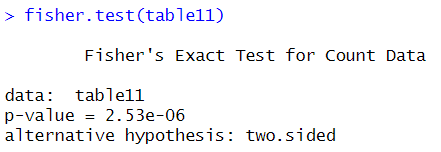 > fisher.test(table11)
Fisher's Exact Test for Count Data
data:  table11
p-value = 2.53e-06
alternative hypothesis: two.sided